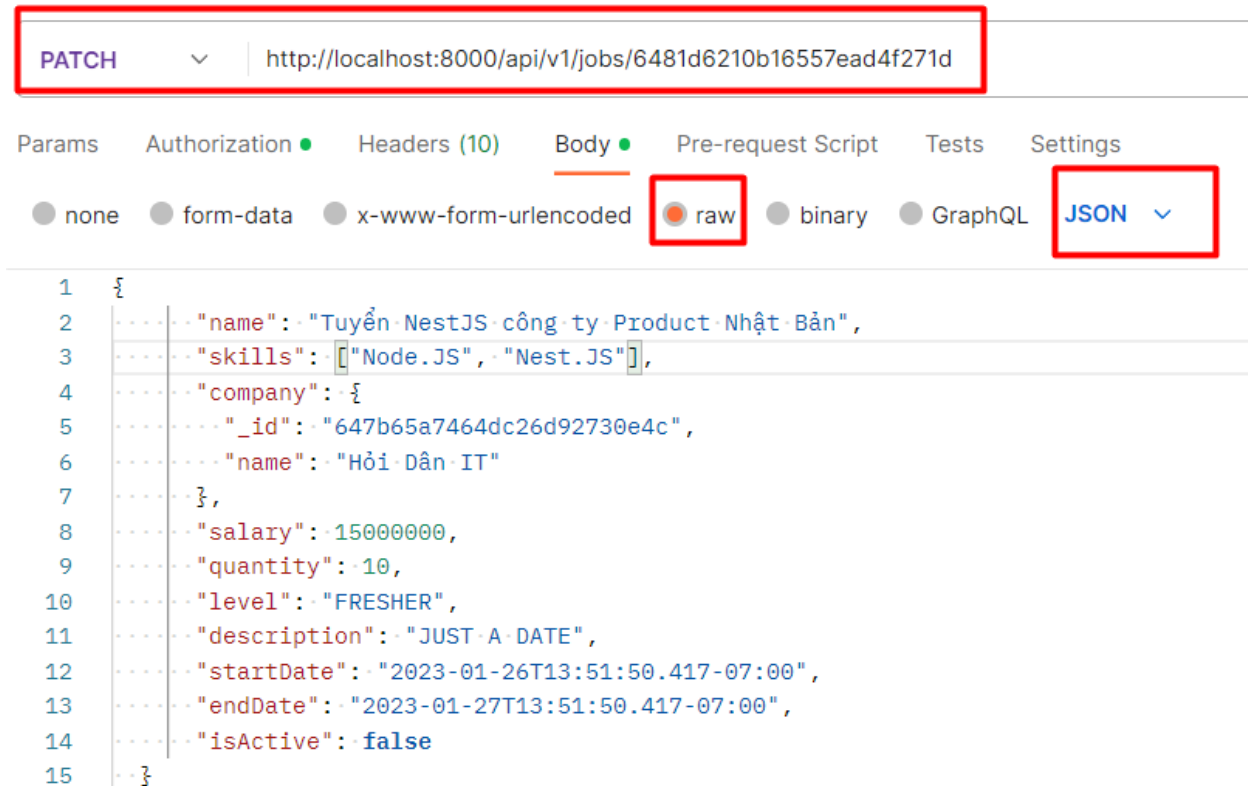 PATCH http://localhost:8000/api/v1/jobs/6481d6210b16557ead4f271d
Params Authorization Headers (10) Body Pre-request Script Tests Settings
none form-data x-www-form-urlencoded raw binary GraphQL JSON
1 {
2 "name": "Tuyển NestJS công ty Product Nhật Bản",
3 "skills": ["Node.JS", "Nest.JS"],
4 "company": {
5 "_id": "647b65a7464dc26d92730e4c",
6 "name": "Hỏi Dân IT"
7 },
8 "salary": 15000000,
9 "quantity": 10,
10 "level": "FRESHER",
11 "description": "JUST A DATE",
12 "startDate": "2023-01-26T13:51:50.417-07:00",
13 "endDate": "2023-01-27T13:51:50.417-07:00",
14 "isActive": false
15 }